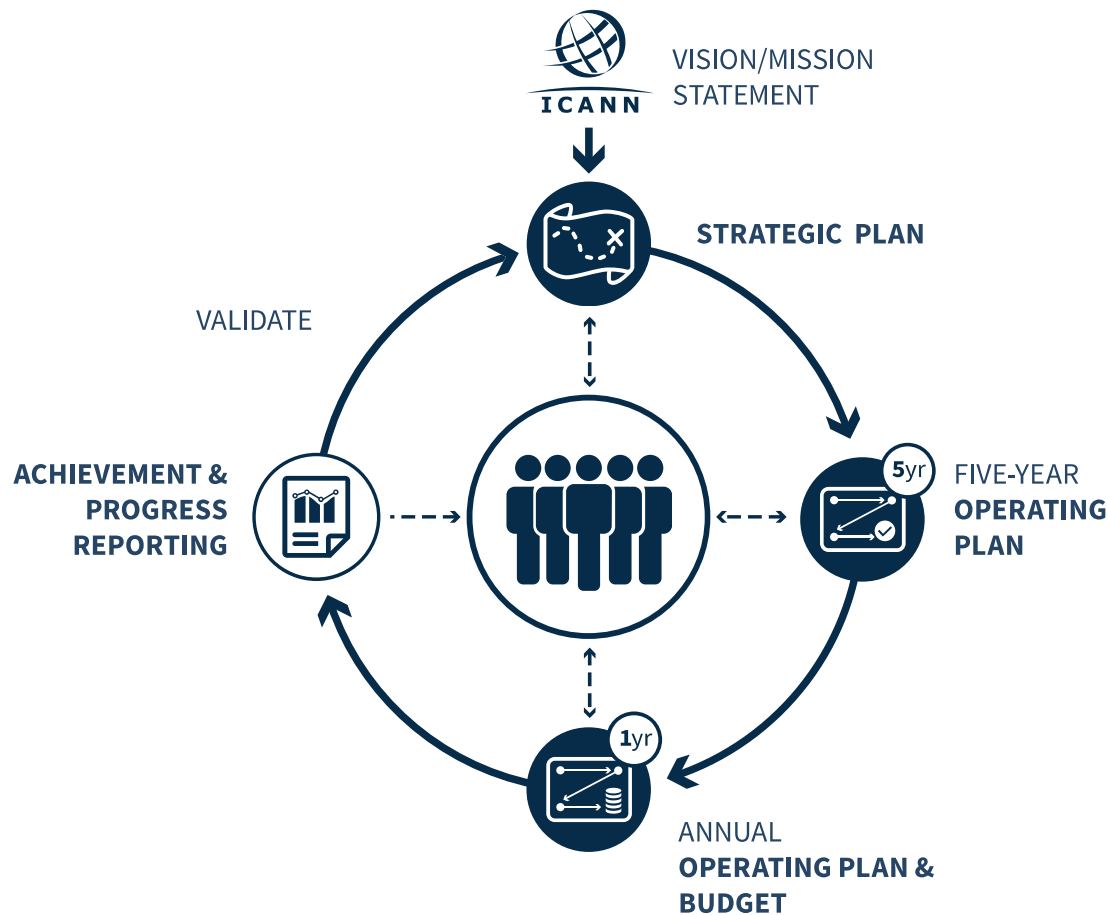 ICANN
VISION/MISSION
STATEMENT
STRATEGIC PLAN
VALIDATE
5yr
FIVE-YEAR
OPERATING
PLAN
ACHIEVEMENT &
PROGRESS
REPORTING
1yr
ANNUAL
OPERATING PLAN &
BUDGET